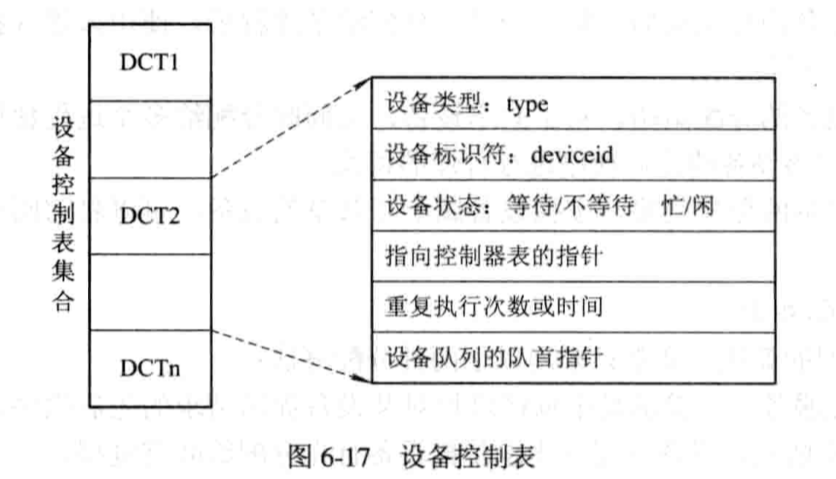 设备控制表集合
DCT1
DCT2
DCTn
设备类型：type
设备标识符：deviceid
设备状态：等待/不等待 忙/闲
指向控制器表的指针
重复执行次数或时间
设备队列的队首指针
图 6-17 设备控制表